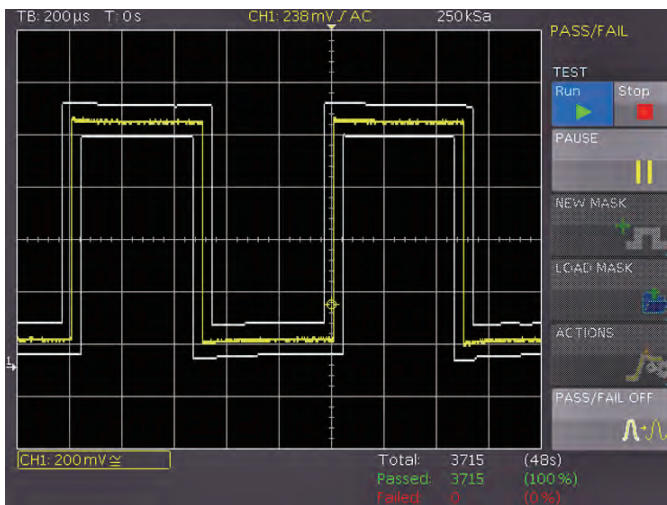 TB: 200µs T: 0s CH1: 238mV ∫ AC 250kSa
PASS/FAIL
TEST
Run Stop
PAUSE
NEW MASK
LOAD MASK
ACTIONS
PASS/FAIL OFF
1
CH1: 200mV ≅
Total: 3715 (48s)
Passed: 3715 (100%)
Failed: 0 (0%)